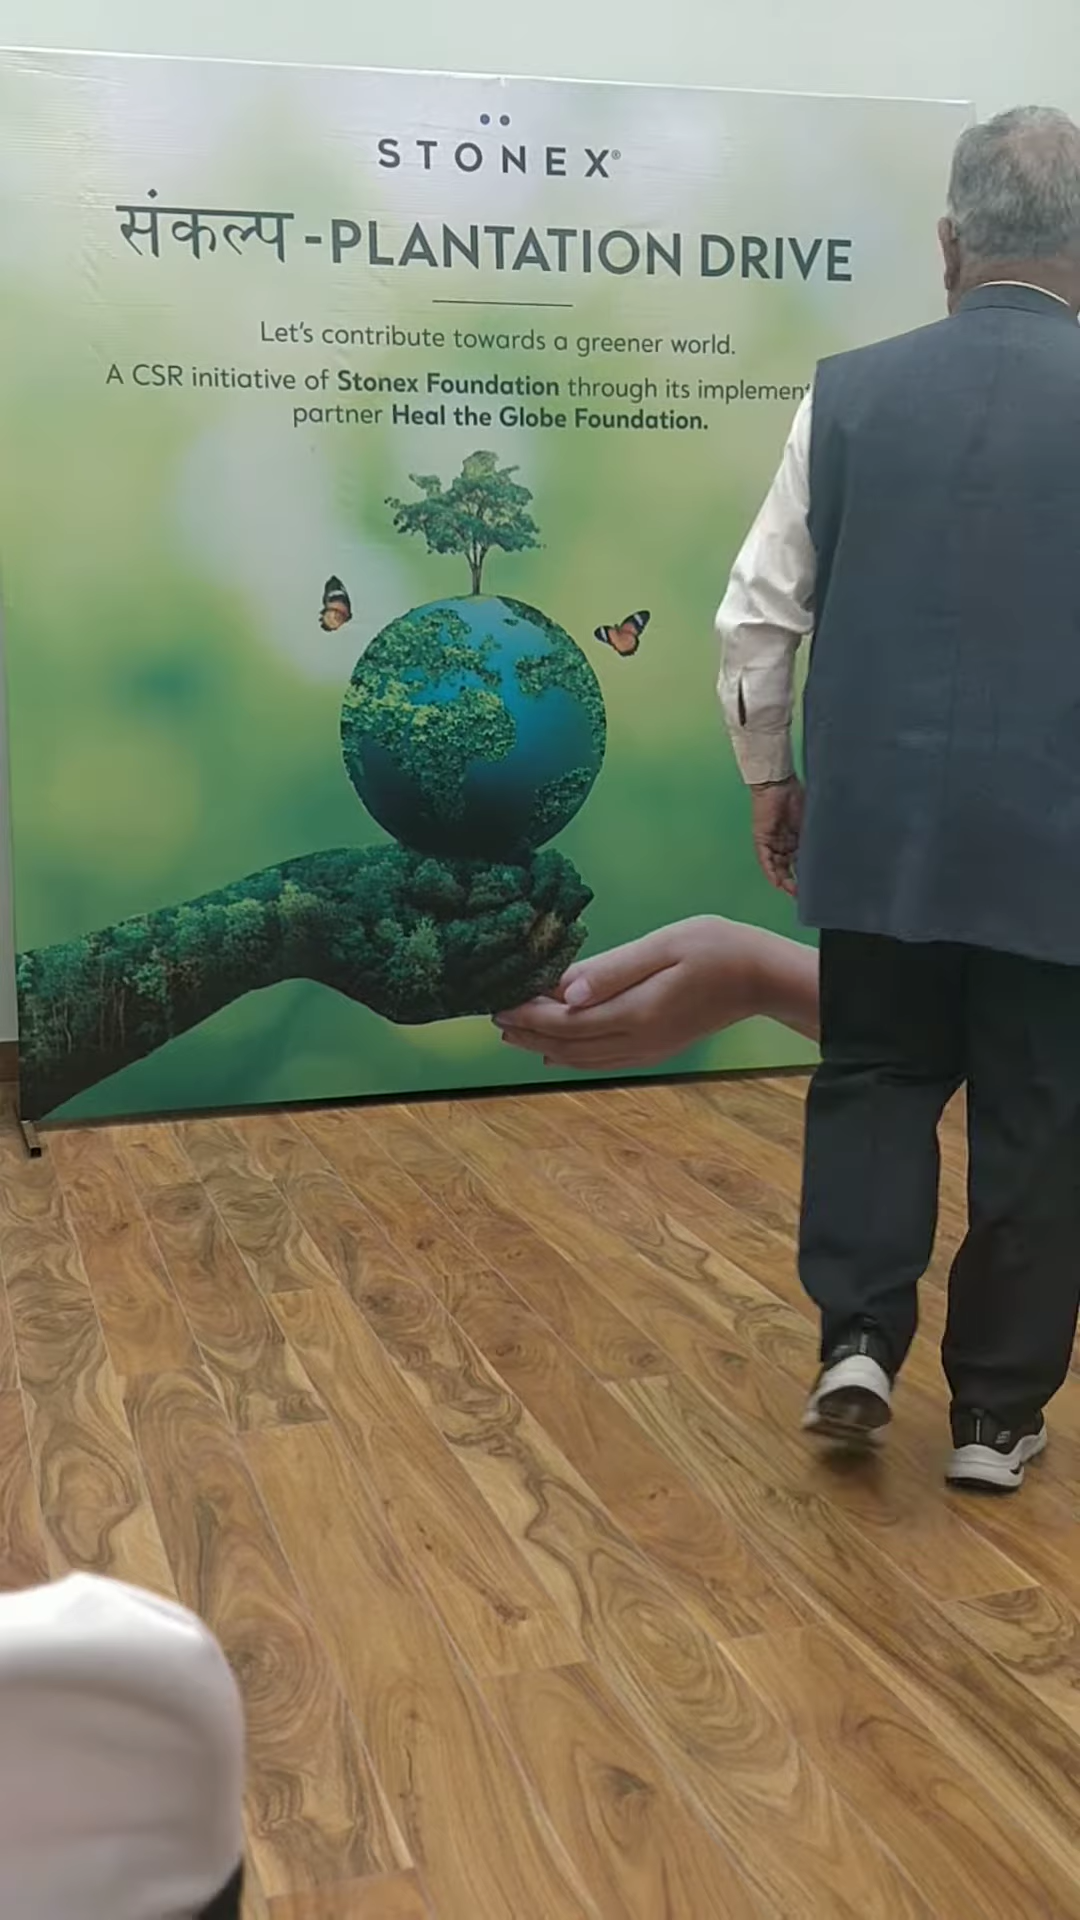 STONEX®
संकल्प -PLANTATION DRIVE
Let's contribute towards a greener world.
A CSR initiative of Stonex Foundation through its
partner Heal the Globe Foundation.